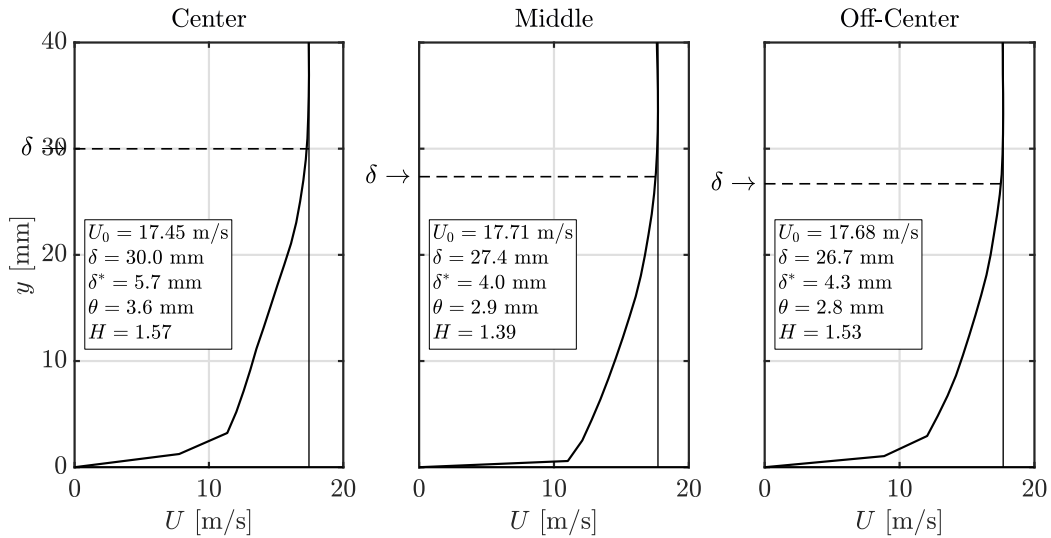 Center
40
30
20
10
0
δ →
y [mm]
U₀ = 17.45 m/s
δ = 30.0 mm
δ* = 5.7 mm
θ = 3.6 mm
H = 1.57
0 10 20
U [m/s]
Middle
δ →
U₀ = 17.71 m/s
δ = 27.4 mm
δ* = 4.0 mm
θ = 2.9 mm
H = 1.39
0 10 20
U [m/s]
Off-Center
δ →
U₀ = 17.68 m/s
δ = 26.7 mm
δ* = 4.3 mm
θ = 2.8 mm
H = 1.53
0 10 20
U [m/s]